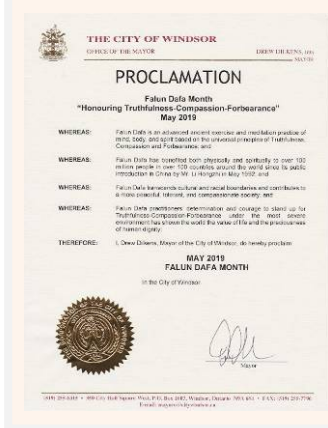 THE CITY OF WINDSOR
OFFICE OF THE MAYOR
DREW DILKENS,
MAYOR
PROCLAMATION
Falun Dafa Month
"Honouring Truthfulness-Compassion-Forbearance"
May 2019
WHEREAS: Falun Dafa is an advanced ancient exercise and meditation practice of
mind, body, and spirit based on the universal principles of Truthfulness,
Compassion and Forbearance; and
WHEREAS: Falun Dafa has benefited both physically and spiritually to over 100
million people in over 100 countries around the world since its public
introduction in China by Mr. Li Hongzhi in May 1992; and
WHEREAS: Falun Dafa transcends cultural and racial boundaries and contributes to
a more peaceful, tolerant, and compassionate society; and
WHEREAS: Falun Dafa practitioners' determination and courage to stand up for
Truthfulness-Compassion-Forbearance under the most severe
environment has shown the world the value of life and the preciousness
of human dignity;
THEREFORE: I, Drew Dilkens, Mayor of the City of Windsor, do hereby proclaim
MAY 2019
FALUN DAFA MONTH
in the City of Windsor
Mayor
City Hall Square West, P.O. Box Windsor, Ontario • FAX: